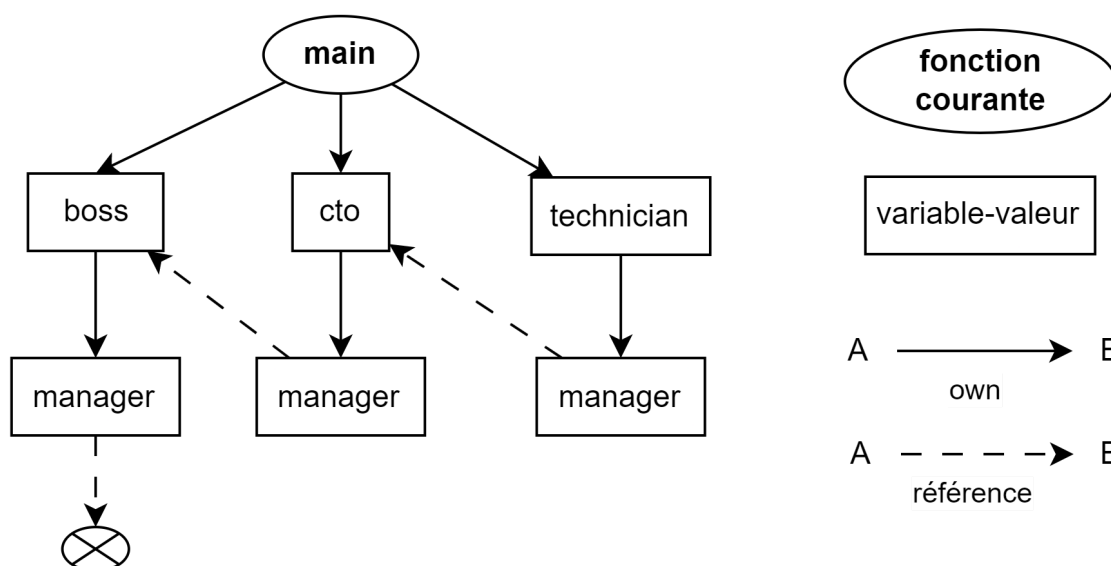 main
boss
cto
technician
manager
manager
manager
fonction
courante
variable-valeur
A
own
A
référence